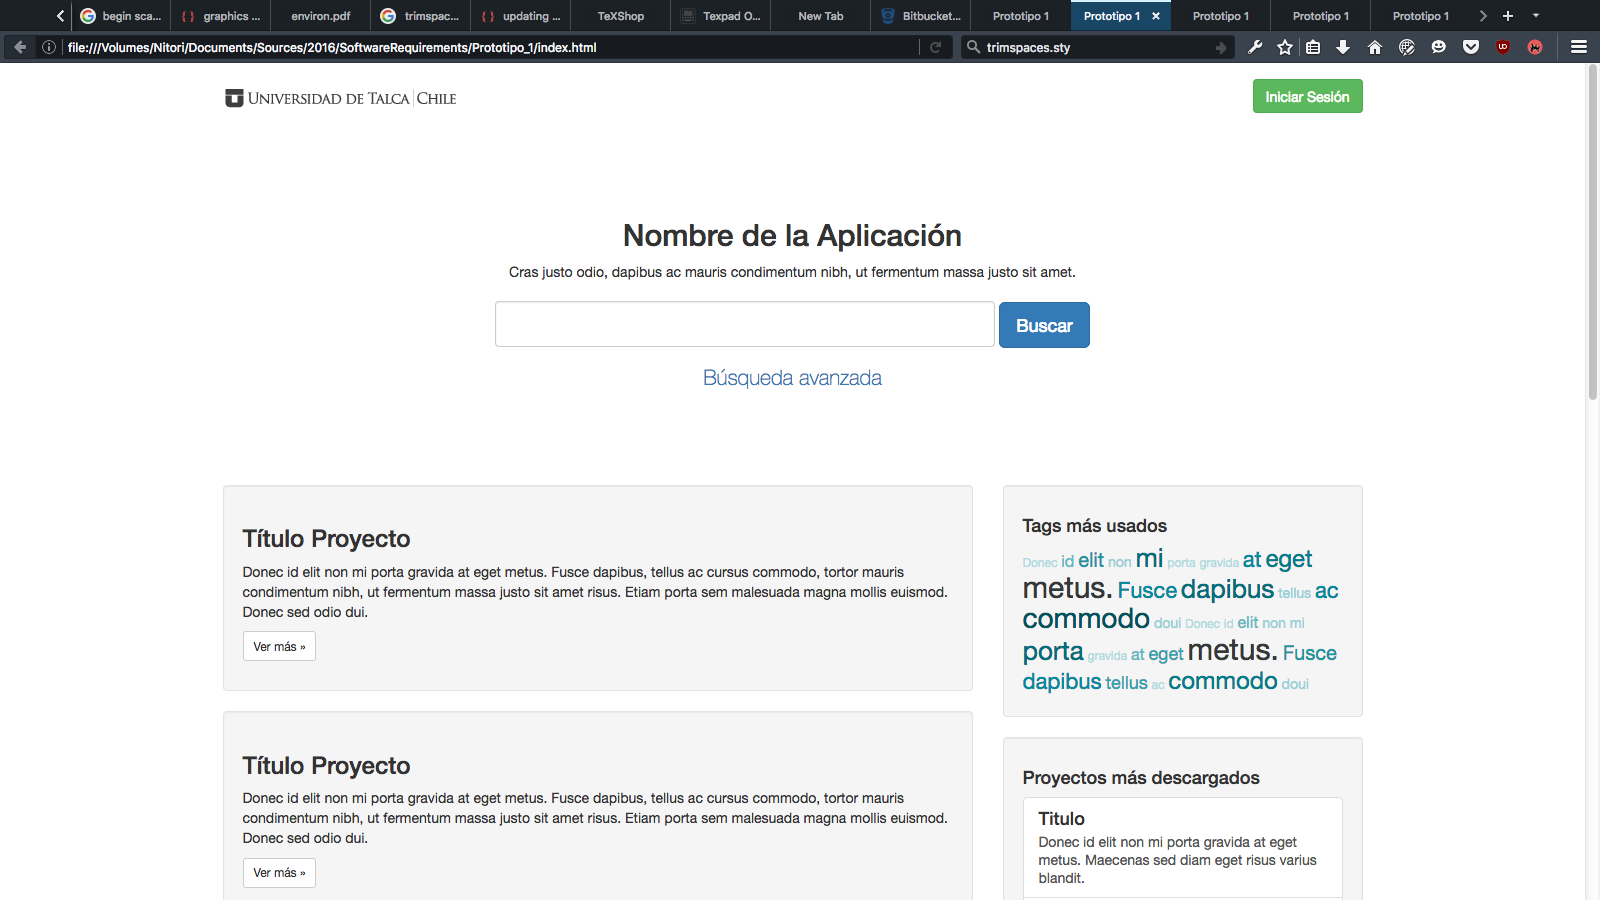 begin sca...
graphics ...
environ.pdf
trimspac...
updating ...
TeXShop
Texpad O...
New Tab
Bitbucket...
Prototipo 1
Prototipo 1
Prototipo 1
Prototipo 1
Prototipo 1
file:///Volumes/Nitori/Documents/Sources/2016/SoftwareRequirements/Prototipo_1/index.html
trimspaces.sty
UNIVERSIDAD DE TALCA | CHILE
Iniciar Sesión
Nombre de la Aplicación
Cras justo odio, dapibus ac mauris condimentum nibh, ut fermentum massa justo sit amet.
Buscar
Búsqueda avanzada
Título Proyecto
Donec id elit non mi porta gravida at eget metus. Fusce dapibus, tellus ac cursus commodo, tortor mauris
condimentum nibh, ut fermentum massa justo sit amet risus. Etiam porta sem malesuada magna mollis euismod.
Donec sed odio dui.
Ver más »
Título Proyecto
Donec id elit non mi porta gravida at eget metus. Fusce dapibus, tellus ac cursus commodo, tortor mauris
condimentum nibh, ut fermentum massa justo sit amet risus. Etiam porta sem malesuada magna mollis euismod.
Donec sed odio dui.
Ver más »
Tags más usados
Donec id elit non mi porta gravida at eget
metus. Fusce dapibus tellus ac
commodo doui Donec id elit non mi
porta gravida at eget metus. Fusce
dapibus tellus ac commodo doui
Proyectos más descargados
Titulo
Donec id elit non mi porta gravida at eget
metus. Maecenas sed diam eget risus varius
blandit.